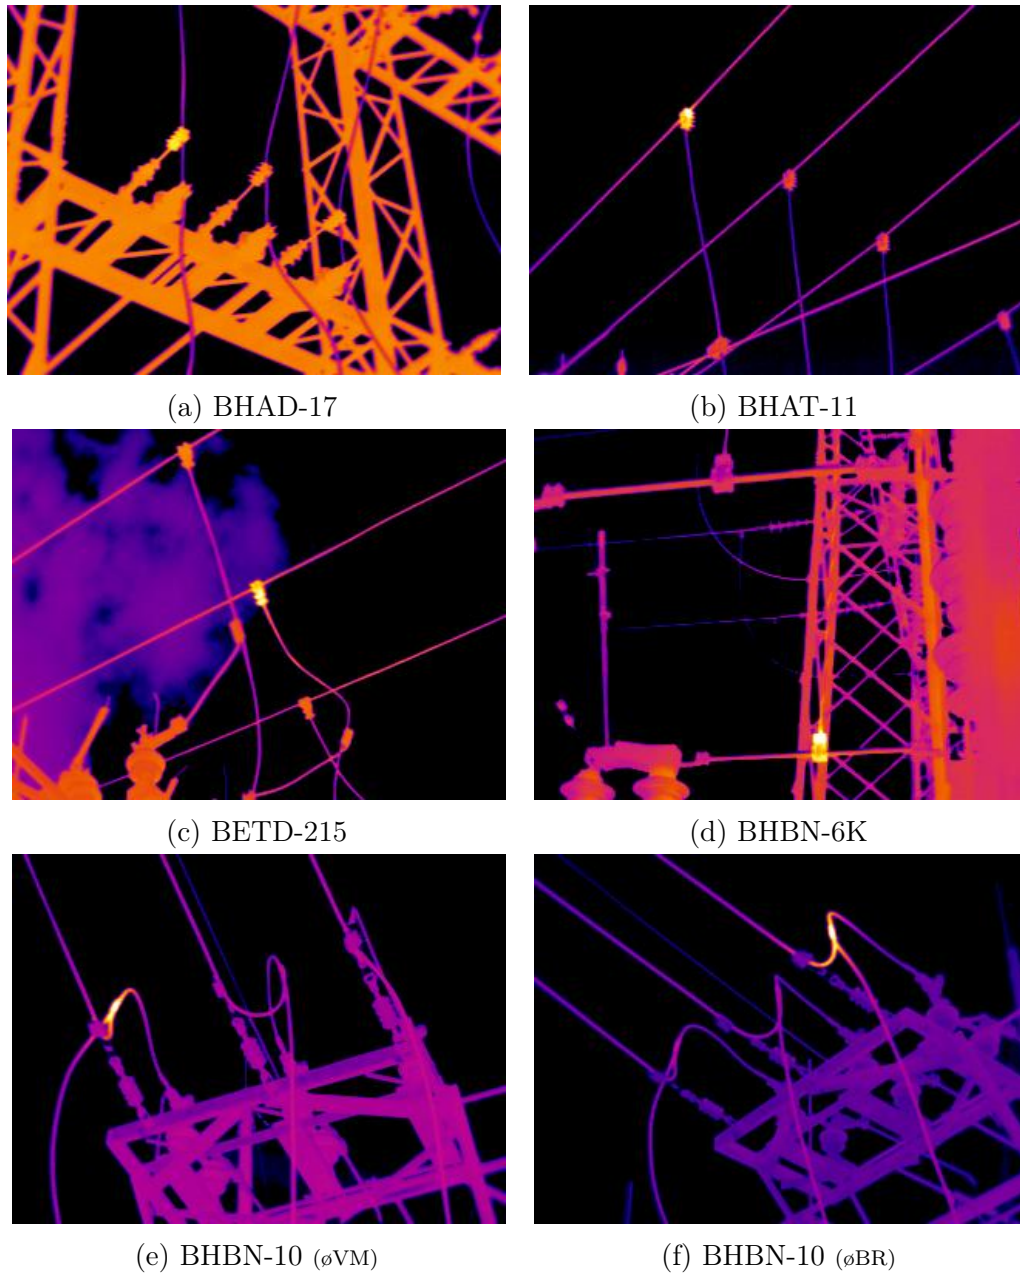 (a) BHAD-17
(b) BHAT-11
(c) BETD-215
(d) BHBN-6K
(e) BHBN-10 (øVM)
(f) BHBN-10 (øBR)